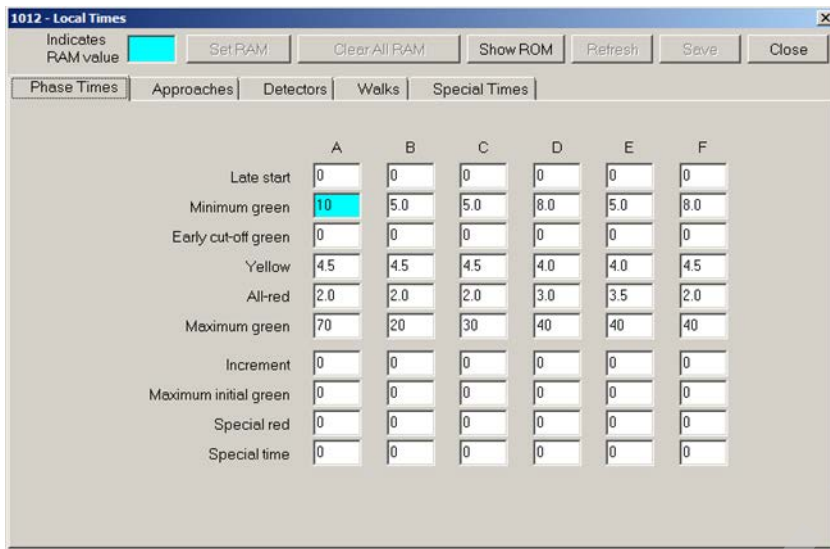 1012 - Local Times
Indicates RAM value Set RAM Clear All RAM Show ROM Refresh Save Close
Phase Times Approaches Detectors Walks Special Times
A B C D E F
Late start 0 0 0 0 0 0
Minimum green 10 5.0 5.0 8.0 5.0 8.0
Early cut-off green 0 0 0 0 0 0
Yellow 4.5 4.5 4.5 4.0 4.0 4.5
All-red 2.0 2.0 2.0 3.0 3.5 2.0
Maximum green 70 20 30 40 40 40
Increment 0 0 0 0 0 0
Maximum initial green 0 0 0 0 0 0
Special red 0 0 0 0 0 0
Special time 0 0 0 0 0 0